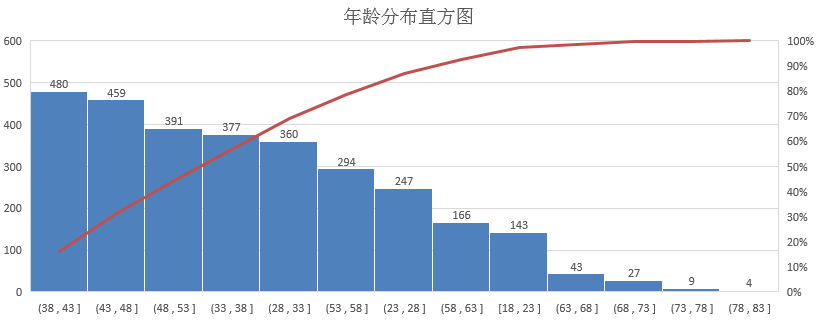 年龄分布直方图
600
500
400
300
200
100
0
480
459
391
377
360
294
247
166
143
43
27
9
4
100%
90%
80%
70%
60%
50%
40%
30%
20%
10%
0%
(38 , 43 ]
(43 , 48 ]
(48 , 53 ]
(33 , 38 ]
(28 , 33 ]
(53 , 58 ]
(23 , 28 ]
(58 , 63 ]
[18 , 23 ]
(63 , 68 ]
(68 , 73 ]
(73 , 78 ]
(78 , 83 ]